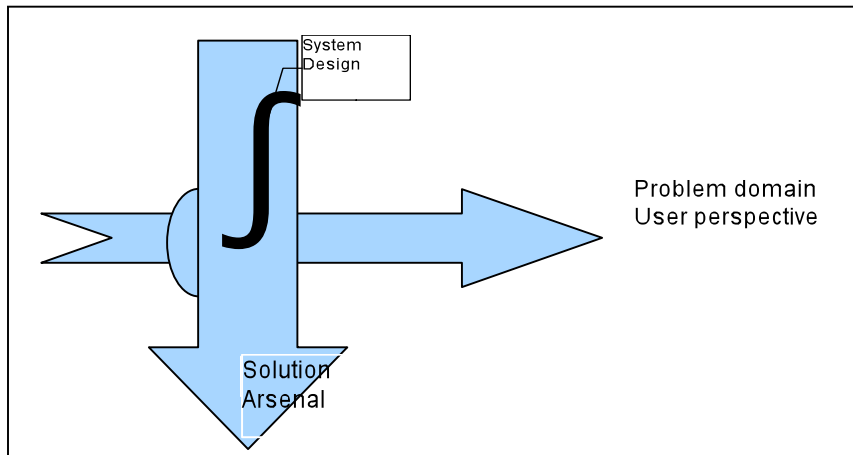 System
Design
∫
Problem domain
User perspective
Solution
Arsenal